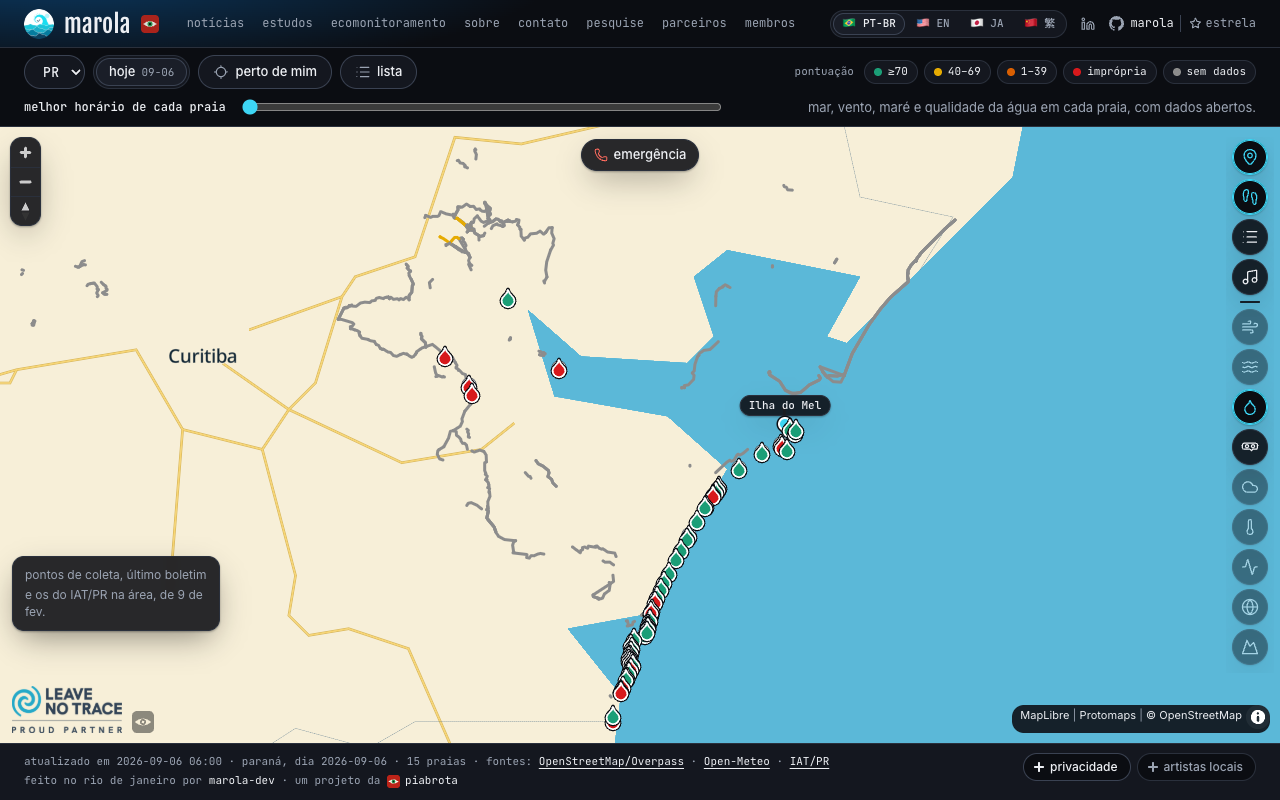 marola
notícias estudos ecomonitoramento sobre contato pesquise parceiros membros
PT-BR EN JA 繁
marola estrela
PR hoje 09-06 perto de mim lista
pontuação ≥70 40–69 1–39 imprópria sem dados
melhor horário de cada praia
mar, vento, maré e qualidade da água em cada praia, com dados abertos.
emergência
Curitiba
Ilha do Mel
pontos de coleta, último boletim
e os do IAT/PR na área, de 9 de
fev.
LEAVE
NO TRACE
PROUD PARTNER
MapLibre | Protomaps | © OpenStreetMap
atualizado em 2026-09-06 06:00 · paraná, dia 2026-09-06 · 15 praias · fontes: OpenStreetMap/Overpass · Open-Meteo · IAT/PR
feito no rio de janeiro por marola-dev · um projeto da piabrota
privacidade
artistas locais